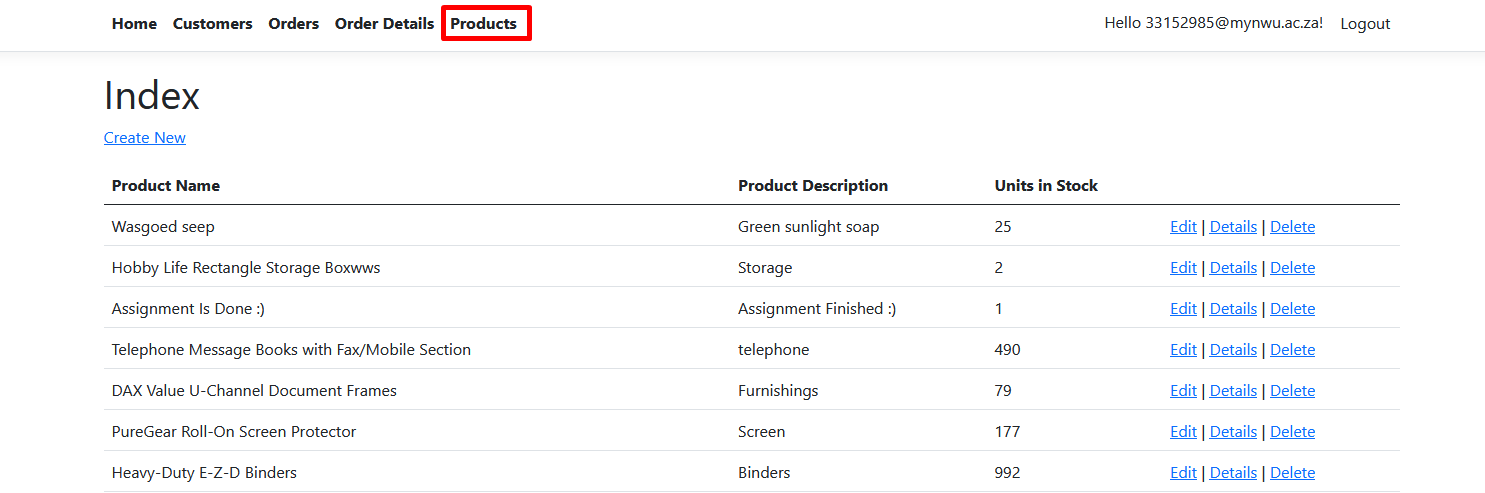 Home Customers Orders Order Details Products Hello 33152985@mynwu.ac.za! Logout
Index
Create New
Product Name Product Description Units in Stock
Wasgoed seep Green sunlight soap 25 Edit | Details | Delete
Hobby Life Rectangle Storage Boxwws Storage 2 Edit | Details | Delete
Assignment Is Done :) Assignment Finished :) 1 Edit | Details | Delete
Telephone Message Books with Fax/Mobile Section telephone 490 Edit | Details | Delete
DAX Value U-Channel Document Frames Furnishings 79 Edit | Details | Delete
PureGear Roll-On Screen Protector Screen 177 Edit | Details | Delete
Heavy-Duty E-Z-D Binders Binders 992 Edit | Details | Delete